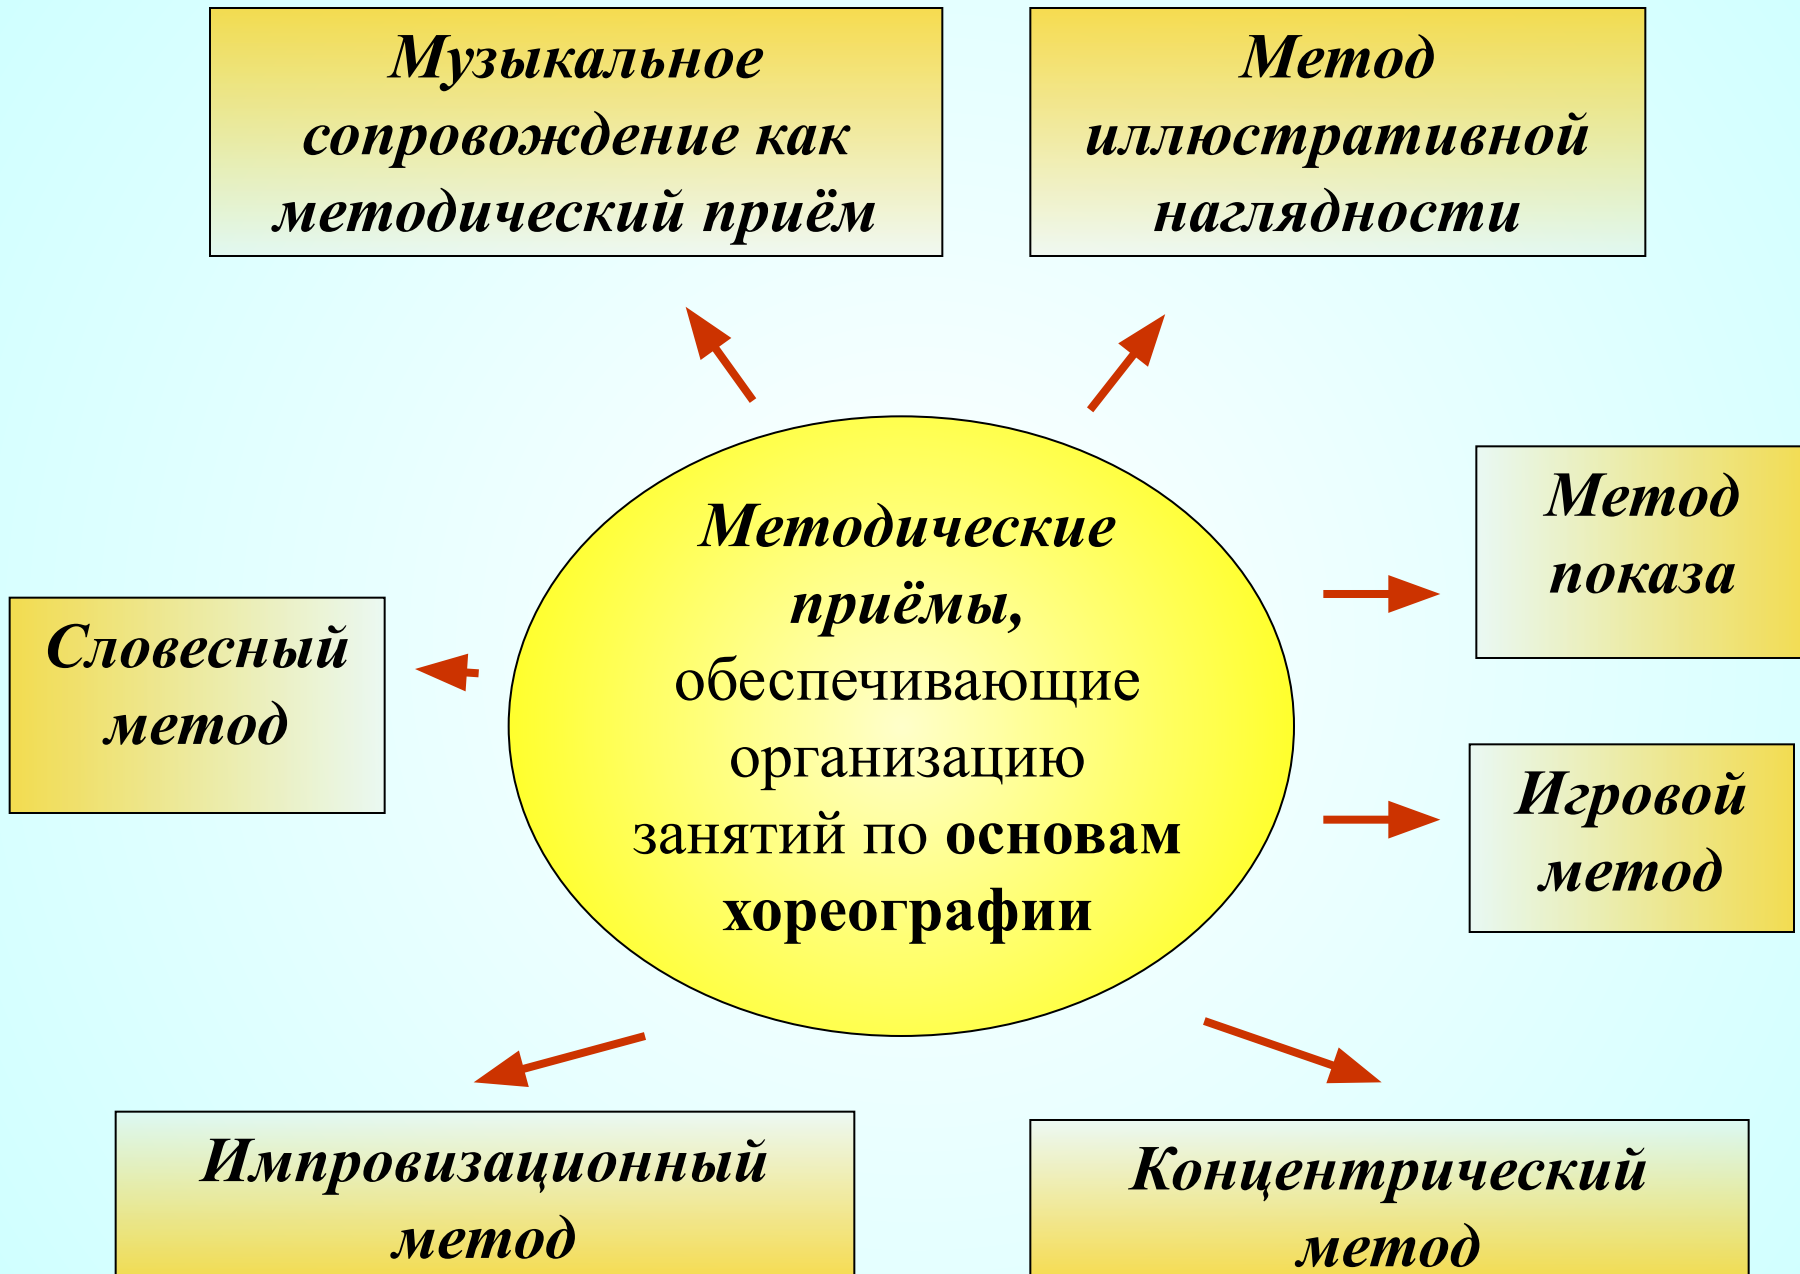 Музыкальное
сопровождение как
методический приём
Метод
иллюстративной
наглядности
Метод
показа
Методические
приёмы,
обеспечивающие
организацию
занятий по основам
хореографии
Словесный
метод
Игровой
метод
Импровизационный
метод
Концентрический
метод